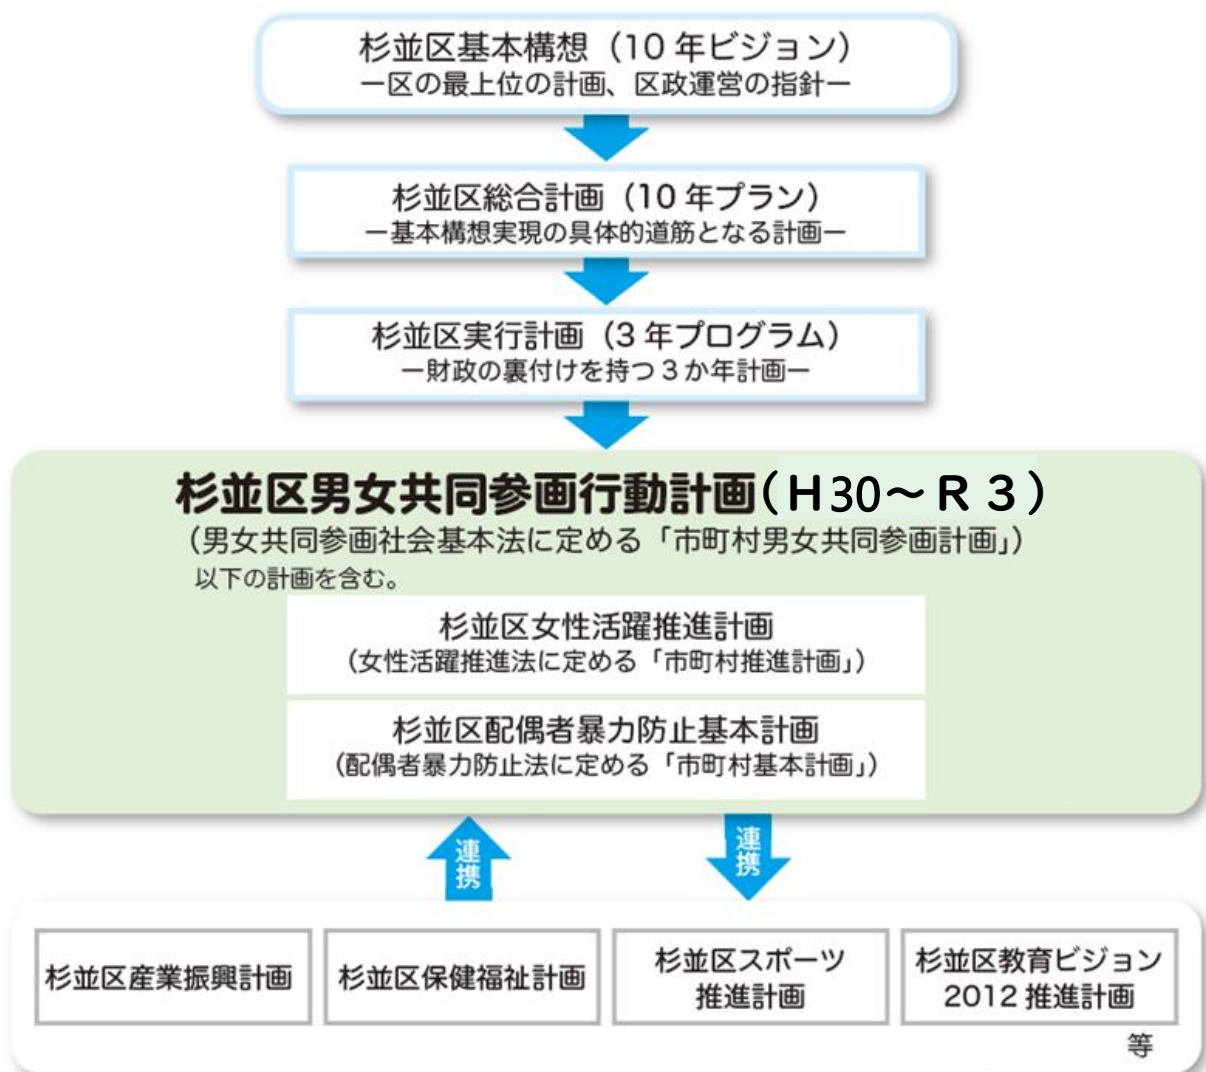 杉並区基本構想（10 年ビジョン）
ー区の最上位の計画、区政運営の指針ー
杉並区総合計画（10 年プラン）
ー基本構想実現の具体的道筋となる計画ー
杉並区実行計画（3 年プログラム）
ー財政の裏付けを持つ 3 か年計画ー
杉並区男女共同参画行動計画（Ｈ30～Ｒ３）
（男女共同参画社会基本法に定める「市町村男女共同参画計画」）
以下の計画を含む。
杉並区女性活躍推進計画
（女性活躍推進法に定める「市町村推進計画」）
杉並区配偶者暴力防止基本計画
（配偶者暴力防止法に定める「市町村基本計画」）
連携
連携
杉並区産業振興計画
杉並区保健福祉計画
杉並区スポーツ
推進計画
杉並区教育ビジョン
2012 推進計画
等